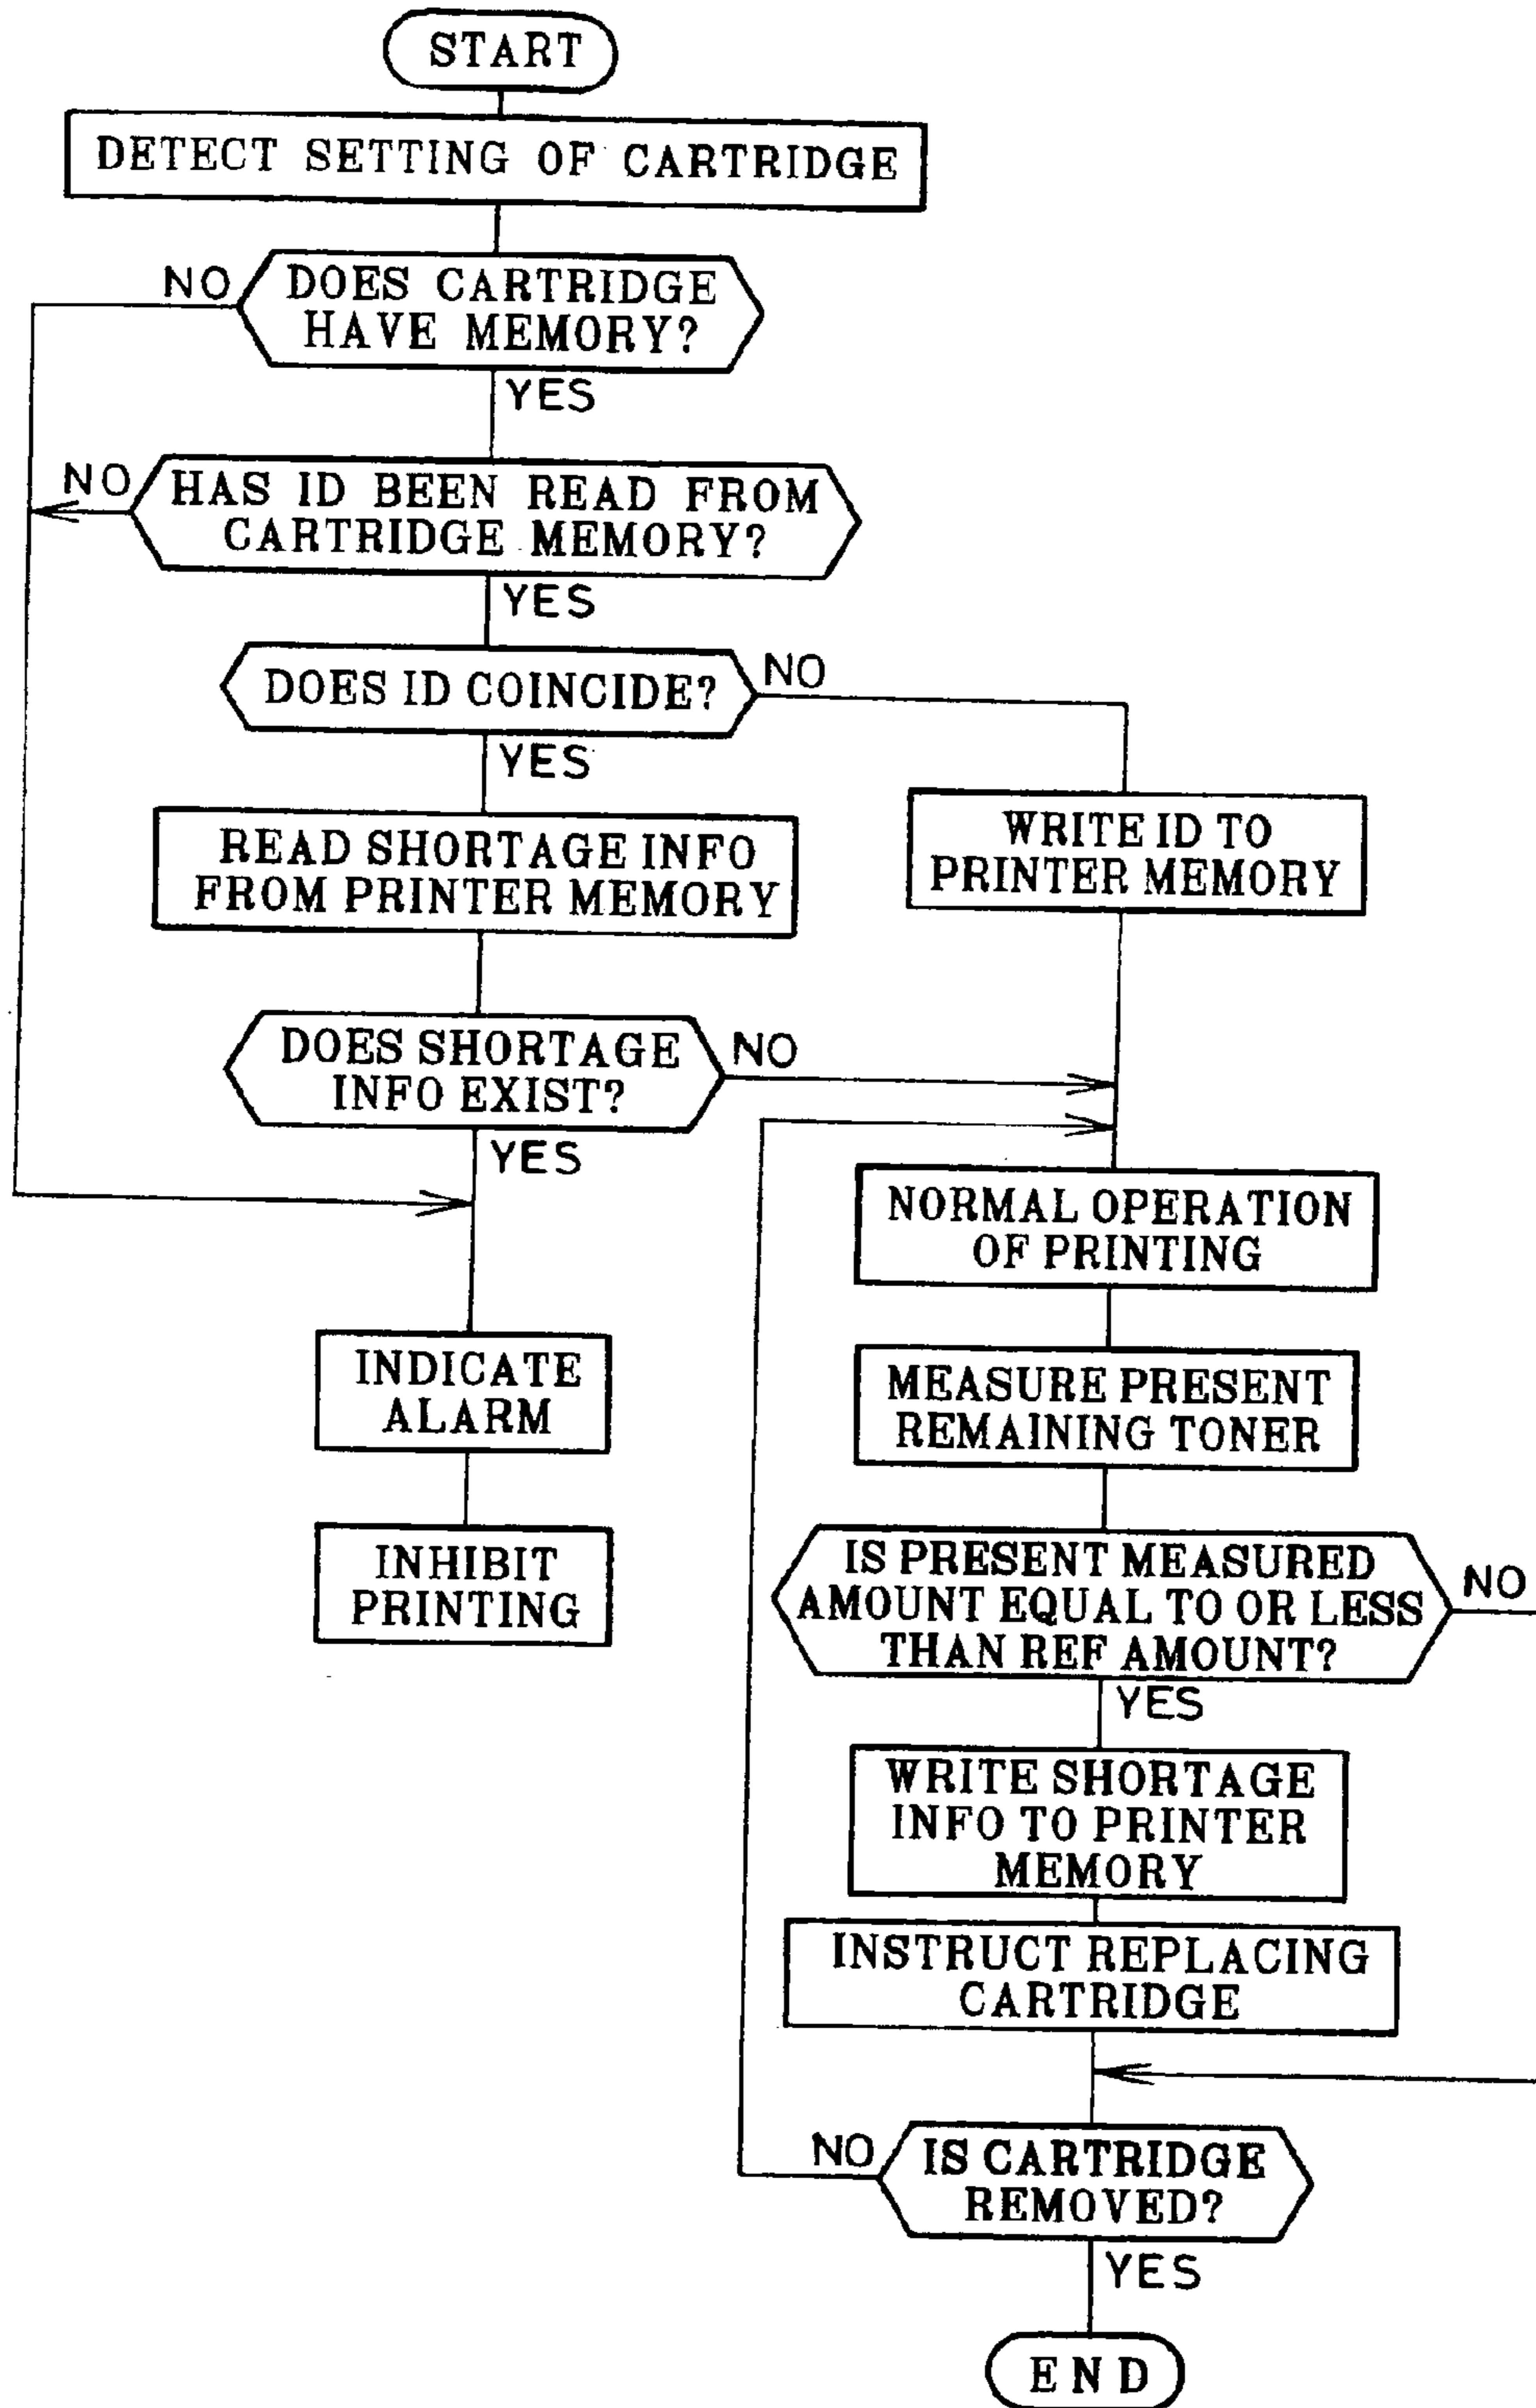 START
DETECT SETTING OF CARTRIDGE
NO
DOES CARTRIDGE
HAVE MEMORY?
YES
NO
HAS ID BEEN READ FROM
CARTRIDGE MEMORY?
YES
DOES ID COINCIDE?
NO
YES
READ SHORTAGE INFO
FROM PRINTER MEMORY
WRITE ID TO
PRINTER MEMORY
DOES SHORTAGE
INFO EXIST?
NO
YES
INDICATE
ALARM
INHIBIT
PRINTING
NORMAL OPERATION
OF PRINTING
MEASURE PRESENT
REMAINING TONER
IS PRESENT MEASURED
AMOUNT EQUAL TO OR LESS
THAN REF AMOUNT?
NO
YES
WRITE SHORTAGE
INFO TO PRINTER
MEMORY
INSTRUCT REPLACING
CARTRIDGE
NO
IS CARTRIDGE
REMOVED?
YES
END